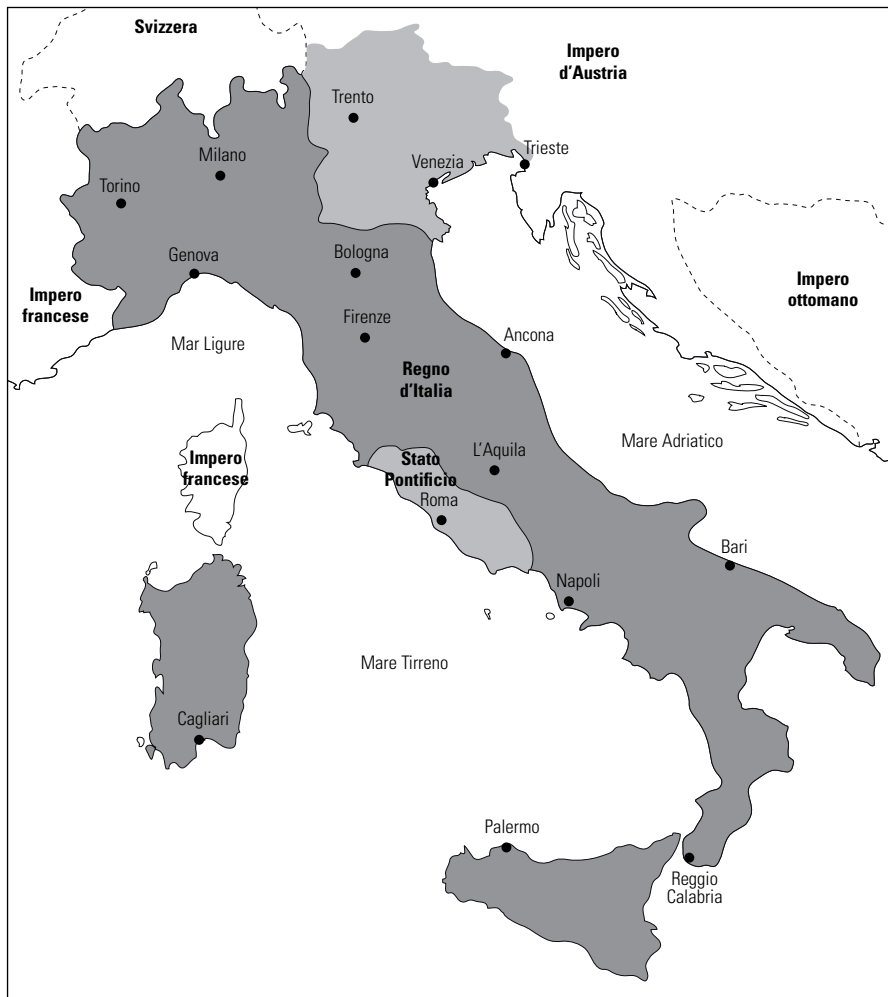 Svizzera
Impero
d'Austria
Trento
Milano
Venezia
Trieste
Torino
Genova
Bologna
Impero
francese
Impero
ottomano
Firenze
Mar Ligure
Ancona
Regno
d'Italia
Mare Adriatico
Impero
francese
Stato
Pontificio
L'Aquila
Roma
Bari
Napoli
Mare Tirreno
Cagliari
Palermo
Reggio
Calabria